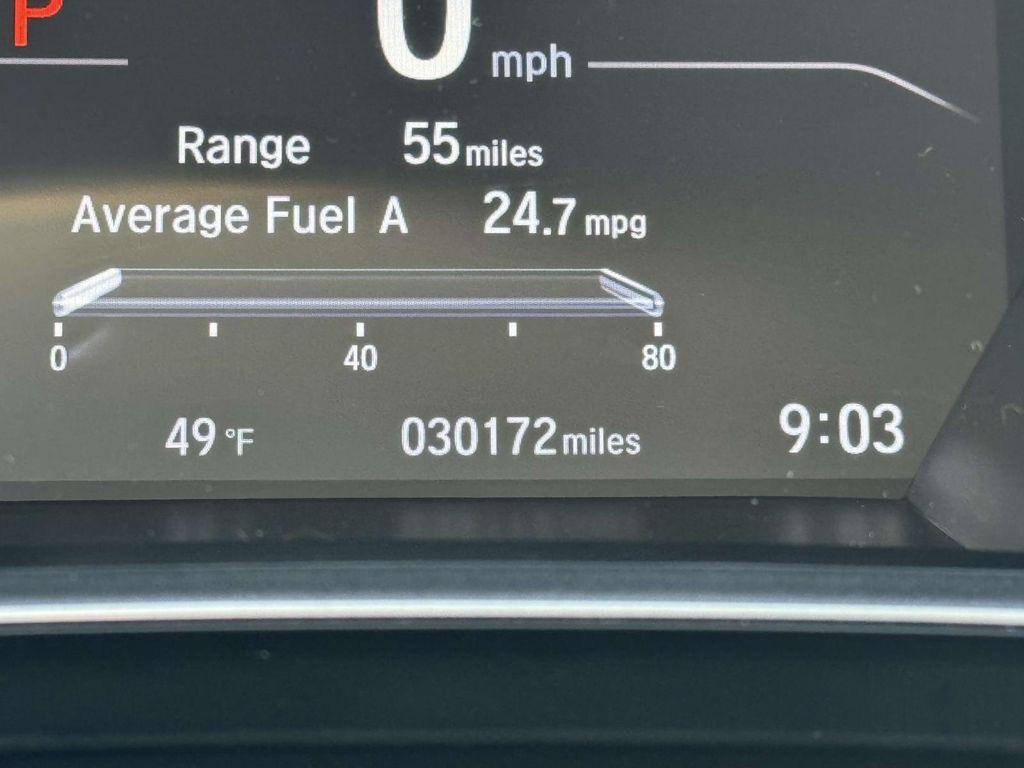 P 0 mph
Range 55 miles
Average Fuel A 24.7 mpg
0 40 80
49 °F 030172 miles 9:03